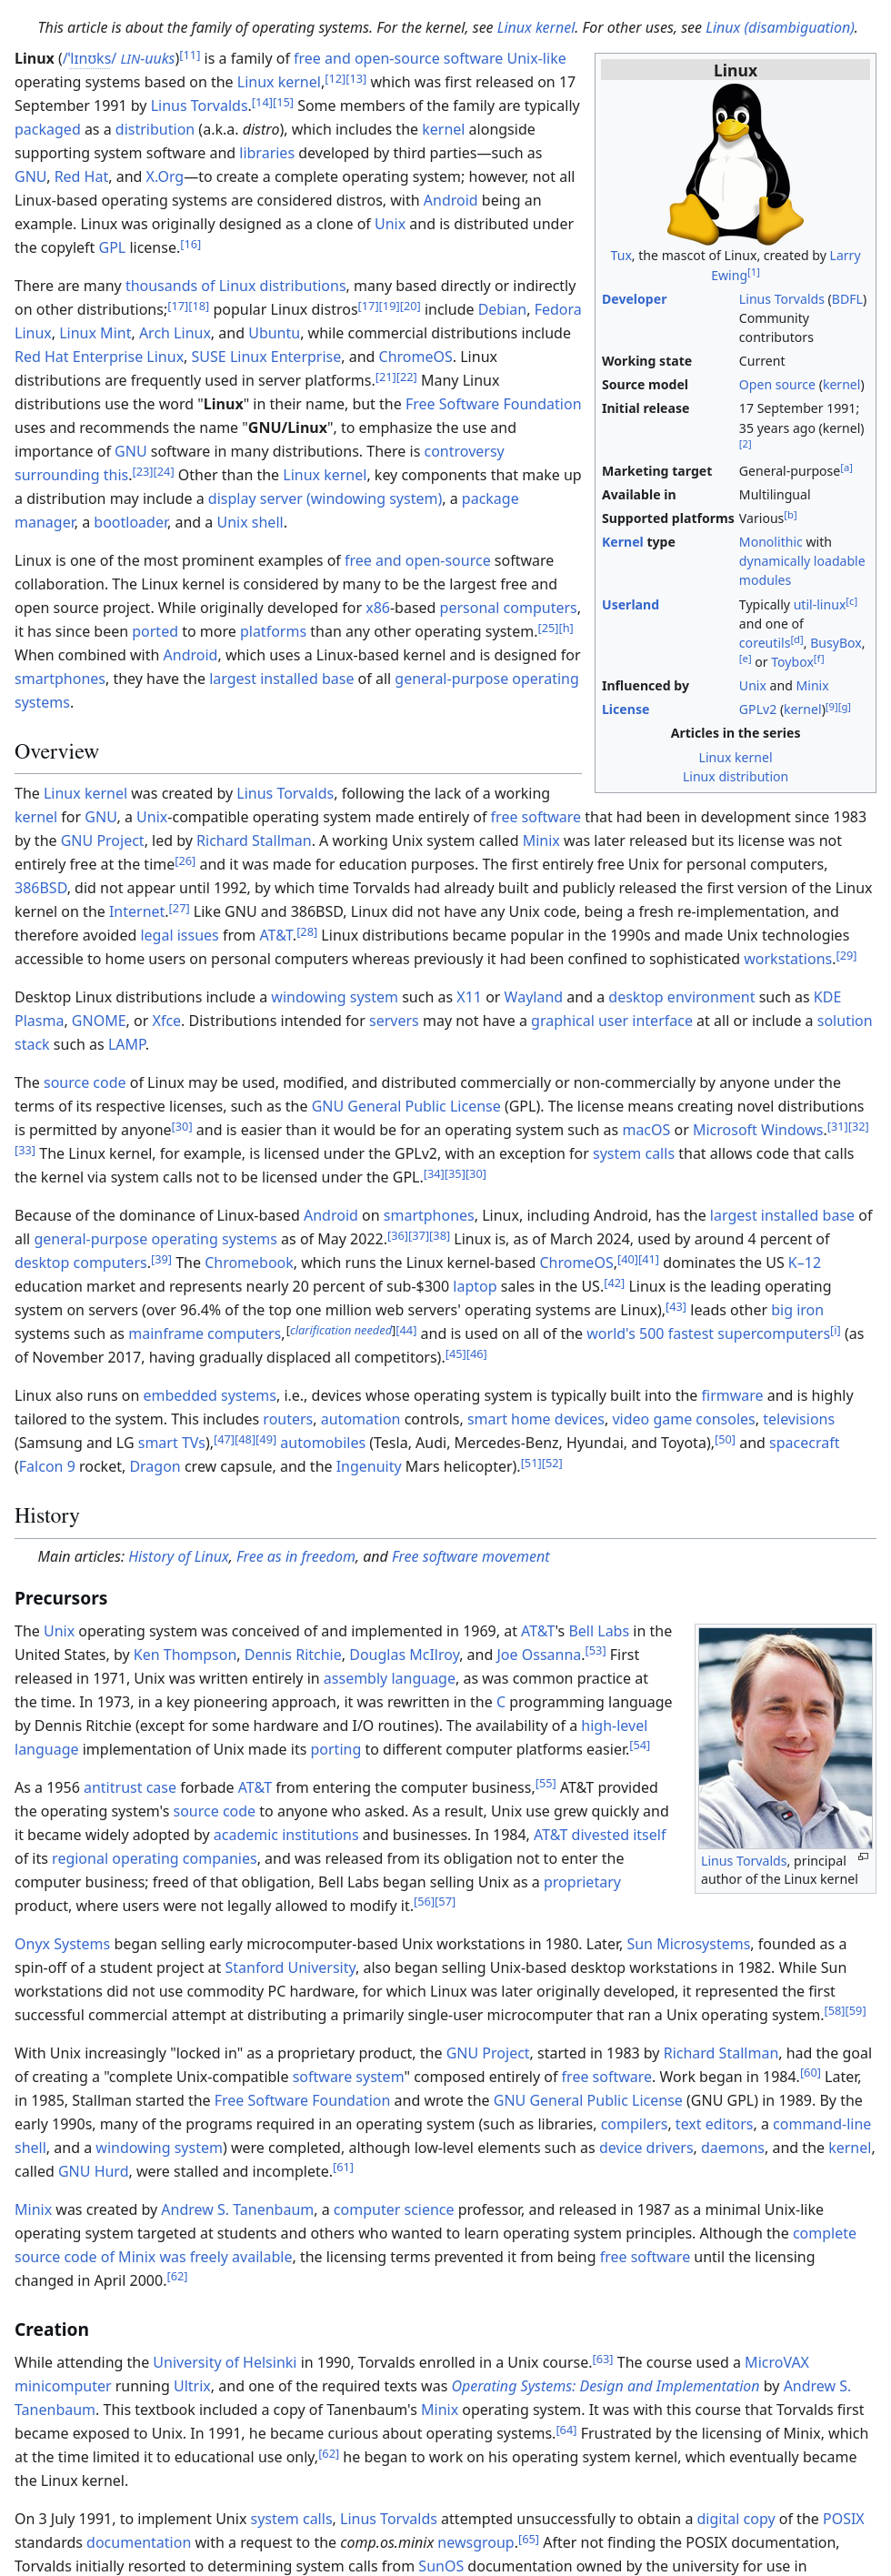 This article is about the family of operating systems. For the kernel, see Linux kernel. For other uses, see Linux (disambiguation).
Linux (/ˈlɪnʊks/ LIN-uuks)[11] is a family of free and open-source software Unix-like
operating systems based on the Linux kernel,[12][13] which was first released on 17
September 1991 by Linus Torvalds.[14][15] Some members of the family are typically
packaged as a distribution (a.k.a. distro), which includes the kernel alongside
supporting system software and libraries developed by third parties—such as
GNU, Red Hat, and X.Org—to create a complete operating system; however, not all
Linux-based operating systems are considered distros, with Android being an
example. Linux was originally designed as a clone of Unix and is distributed under
the copyleft GPL license.[16]
There are many thousands of Linux distributions, many based directly or indirectly
on other distributions;[17][18] popular Linux distros[17][19][20] include Debian, Fedora
Linux, Linux Mint, Arch Linux, and Ubuntu, while commercial distributions include
Red Hat Enterprise Linux, SUSE Linux Enterprise, and ChromeOS. Linux
distributions are frequently used in server platforms.[21][22] Many Linux
distributions use the word "Linux" in their name, but the Free Software Foundation
uses and recommends the name "GNU/Linux", to emphasize the use and
importance of GNU software in many distributions. There is controversy
surrounding this.[23][24] Other than the Linux kernel, key components that make up
a distribution may include a display server (windowing system), a package
manager, a bootloader, and a Unix shell.
Linux is one of the most prominent examples of free and open-source software
collaboration. The Linux kernel is considered by many to be the largest free and
open source project. While originally developed for x86-based personal computers,
it has since been ported to more platforms than any other operating system.[25][h]
When combined with Android, which uses a Linux-based kernel and is designed for
smartphones, they have the largest installed base of all general-purpose operating
systems.
Linux
Tux, the mascot of Linux, created by Larry
Ewing[1]
Developer Linus Torvalds (BDFL)
Community
contributors
Working state Current
Source model Open source (kernel)
Initial release 17 September 1991;
35 years ago (kernel)
[2]
Marketing target General-purpose[a]
Available in Multilingual
Supported platforms Various[b]
Kernel type Monolithic with
dynamically loadable
modules
Userland Typically util-linux[c]
and one of
coreutils[d], BusyBox,
[e] or Toybox[f]
Influenced by Unix and Minix
License GPLv2 (kernel)[9][g]
Articles in the series
Linux kernel
Linux distribution
Overview
The Linux kernel was created by Linus Torvalds, following the lack of a working
kernel for GNU, a Unix-compatible operating system made entirely of free software that had been in development since 1983
by the GNU Project, led by Richard Stallman. A working Unix system called Minix was later released but its license was not
entirely free at the time[26] and it was made for education purposes. The first entirely free Unix for personal computers,
386BSD, did not appear until 1992, by which time Torvalds had already built and publicly released the first version of the Linux
kernel on the Internet.[27] Like GNU and 386BSD, Linux did not have any Unix code, being a fresh re-implementation, and
therefore avoided legal issues from AT&T.[28] Linux distributions became popular in the 1990s and made Unix technologies
accessible to home users on personal computers whereas previously it had been confined to sophisticated workstations.[29]
Desktop Linux distributions include a windowing system such as X11 or Wayland and a desktop environment such as KDE
Plasma, GNOME, or Xfce. Distributions intended for servers may not have a graphical user interface at all or include a solution
stack such as LAMP.
The source code of Linux may be used, modified, and distributed commercially or non-commercially by anyone under the
terms of its respective licenses, such as the GNU General Public License (GPL). The license means creating novel distributions
is permitted by anyone[30] and is easier than it would be for an operating system such as macOS or Microsoft Windows.[31][32]
[33] The Linux kernel, for example, is licensed under the GPLv2, with an exception for system calls that allows code that calls
the kernel via system calls not to be licensed under the GPL.[34][35][30]
Because of the dominance of Linux-based Android on smartphones, Linux, including Android, has the largest installed base of
all general-purpose operating systems as of May 2022.[36][37][38] Linux is, as of March 2024, used by around 4 percent of
desktop computers.[39] The Chromebook, which runs the Linux kernel-based ChromeOS,[40][41] dominates the US K–12
education market and represents nearly 20 percent of sub-$300 laptop sales in the US.[42] Linux is the leading operating
system on servers (over 96.4% of the top one million web servers' operating systems are Linux),[43] leads other big iron
systems such as mainframe computers,[clarification needed][44] and is used on all of the world's 500 fastest supercomputers[i] (as
of November 2017, having gradually displaced all competitors).[45][46]
Linux also runs on embedded systems, i.e., devices whose operating system is typically built into the firmware and is highly
tailored to the system. This includes routers, automation controls, smart home devices, video game consoles, televisions
(Samsung and LG smart TVs),[47][48][49] automobiles (Tesla, Audi, Mercedes-Benz, Hyundai, and Toyota),[50] and spacecraft
(Falcon 9 rocket, Dragon crew capsule, and the Ingenuity Mars helicopter).[51][52]
History
Main articles: History of Linux, Free as in freedom, and Free software movement
Precursors
The Unix operating system was conceived of and implemented in 1969, at AT&T's Bell Labs in the
United States, by Ken Thompson, Dennis Ritchie, Douglas McIlroy, and Joe Ossanna.[53] First
released in 1971, Unix was written entirely in assembly language, as was common practice at
the time. In 1973, in a key pioneering approach, it was rewritten in the C programming language
by Dennis Ritchie (except for some hardware and I/O routines). The availability of a high-level
language implementation of Unix made its porting to different computer platforms easier.[54]
As a 1956 antitrust case forbade AT&T from entering the computer business,[55] AT&T provided
the operating system's source code to anyone who asked. As a result, Unix use grew quickly and
it became widely adopted by academic institutions and businesses. In 1984, AT&T divested itself
of its regional operating companies, and was released from its obligation not to enter the
computer business; freed of that obligation, Bell Labs began selling Unix as a proprietary
product, where users were not legally allowed to modify it.[56][57]
Linus Torvalds, principal
author of the Linux kernel
Onyx Systems began selling early microcomputer-based Unix workstations in 1980. Later, Sun Microsystems, founded as a
spin-off of a student project at Stanford University, also began selling Unix-based desktop workstations in 1982. While Sun
workstations did not use commodity PC hardware, for which Linux was later originally developed, it represented the first
successful commercial attempt at distributing a primarily single-user microcomputer that ran a Unix operating system.[58][59]
With Unix increasingly "locked in" as a proprietary product, the GNU Project, started in 1983 by Richard Stallman, had the goal
of creating a "complete Unix-compatible software system" composed entirely of free software. Work began in 1984.[60] Later,
in 1985, Stallman started the Free Software Foundation and wrote the GNU General Public License (GNU GPL) in 1989. By the
early 1990s, many of the programs required in an operating system (such as libraries, compilers, text editors, a command-line
shell, and a windowing system) were completed, although low-level elements such as device drivers, daemons, and the kernel,
called GNU Hurd, were stalled and incomplete.[61]
Minix was created by Andrew S. Tanenbaum, a computer science professor, and released in 1987 as a minimal Unix-like
operating system targeted at students and others who wanted to learn operating system principles. Although the complete
source code of Minix was freely available, the licensing terms prevented it from being free software until the licensing
changed in April 2000.[62]
Creation
While attending the University of Helsinki in 1990, Torvalds enrolled in a Unix course.[63] The course used a MicroVAX
minicomputer running Ultrix, and one of the required texts was Operating Systems: Design and Implementation by Andrew S.
Tanenbaum. This textbook included a copy of Tanenbaum's Minix operating system. It was with this course that Torvalds first
became exposed to Unix. In 1991, he became curious about operating systems.[64] Frustrated by the licensing of Minix, which
at the time limited it to educational use only,[62] he began to work on his operating system kernel, which eventually became
the Linux kernel.
On 3 July 1991, to implement Unix system calls, Linus Torvalds attempted unsuccessfully to obtain a digital copy of the POSIX
standards documentation with a request to the comp.os.minix newsgroup.[65] After not finding the POSIX documentation,
Torvalds initially resorted to determining system calls from SunOS documentation owned by the university for use in